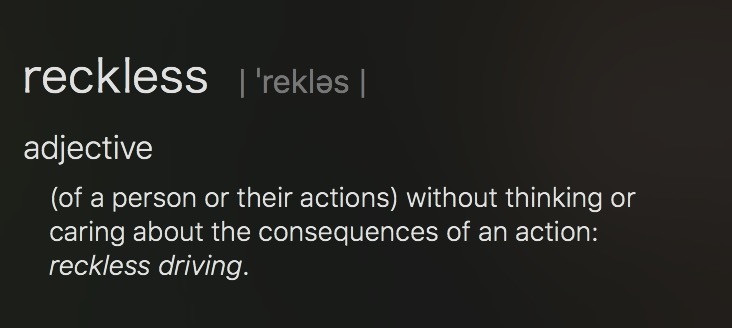 reckless | ˈrekləs |
adjective
(of a person or their actions) without thinking or
caring about the consequences of an action:
reckless driving.